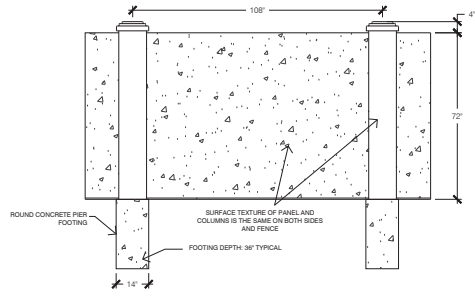 108"
4"
72"
ROUND CONCRETE PIER
FOOTING
SURFACE TEXTURE OF PANEL AND
COLUMNS IS THE SAME ON BOTH SIDES
AND FENCE
FOOTING DEPTH: 36" TYPICAL
14"